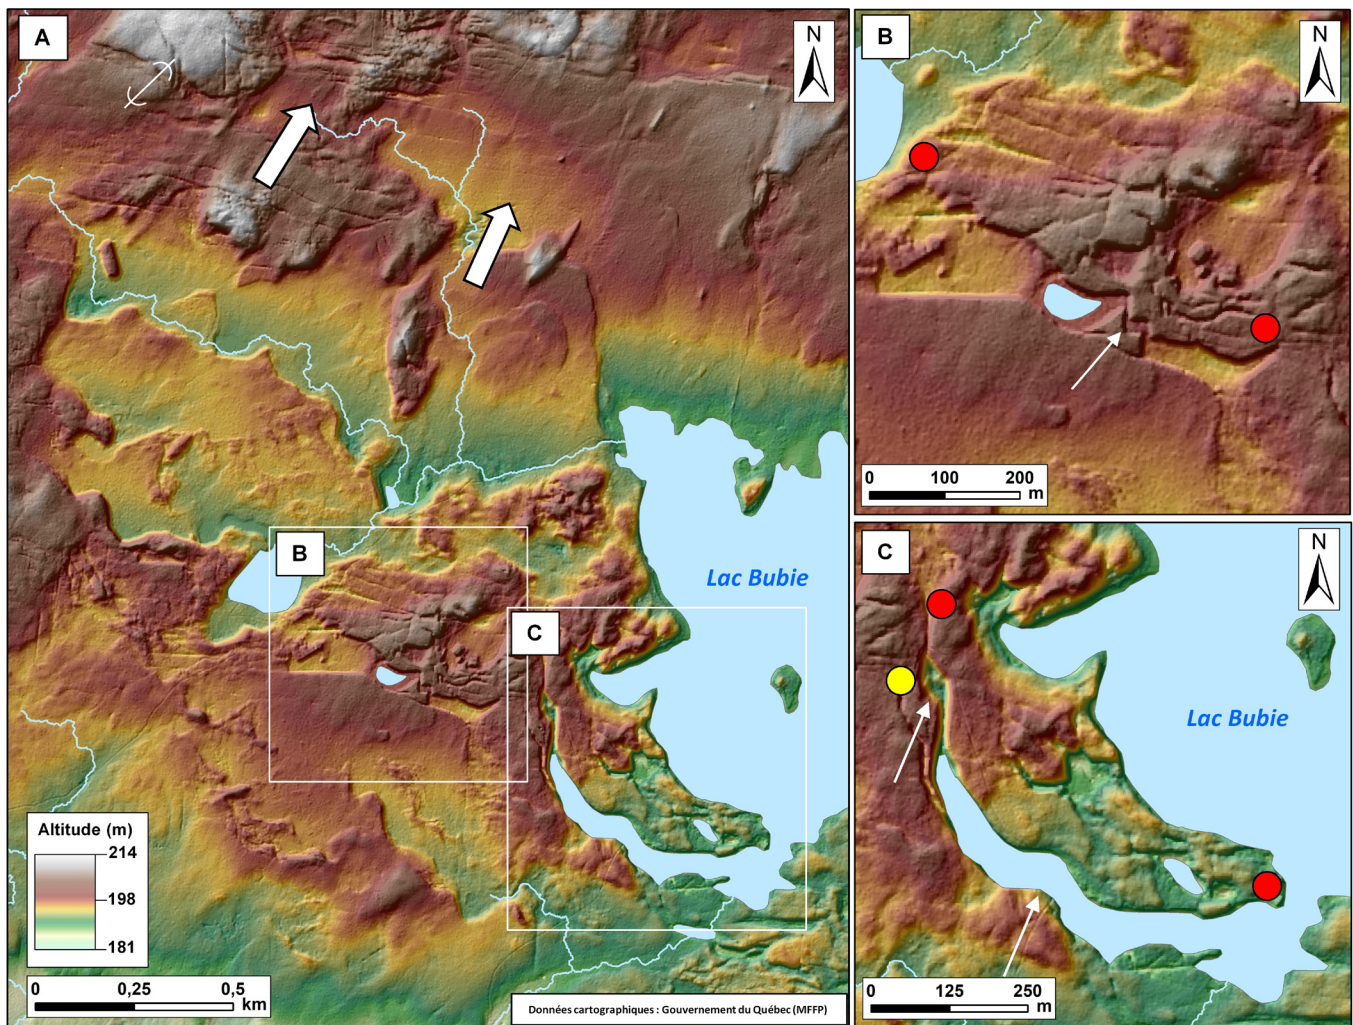 A
N
B
C
Lac Bubie
Altitude (m)
214
198
181
0 0,25 0,5
km
Données cartographiques : Gouvernement du Québec (MFFP)
B
N
0 100 200
m
C
N
Lac Bubie
0 125 250
m